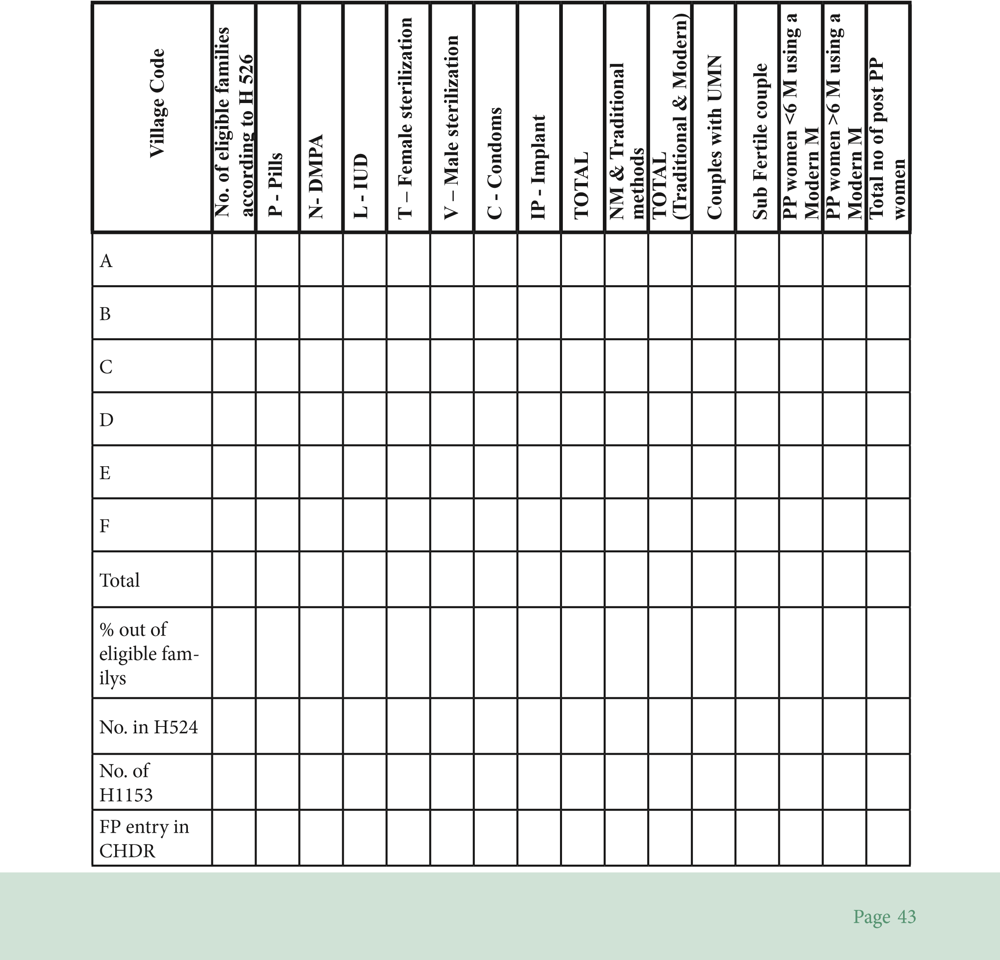 Village Code
No. of eligible families
according to H 526
P - Pills
N- DMPA
L - IUD
T – Female sterilization
V – Male sterilization
C - Condoms
IP - Implant
TOTAL
NM & Traditional
methods
TOTAL
(Traditional & Modern)
Couples with UMN
Sub Fertile couple
PP women <6 M using a
Modern M
PP women >6 M using a
Modern M
Total no of post PP
women
A
B
C
D
E
F
Total
% out of
eligible fam-
ilys
No. in H524
No. of
H1153
FP entry in
CHDR
Page 43